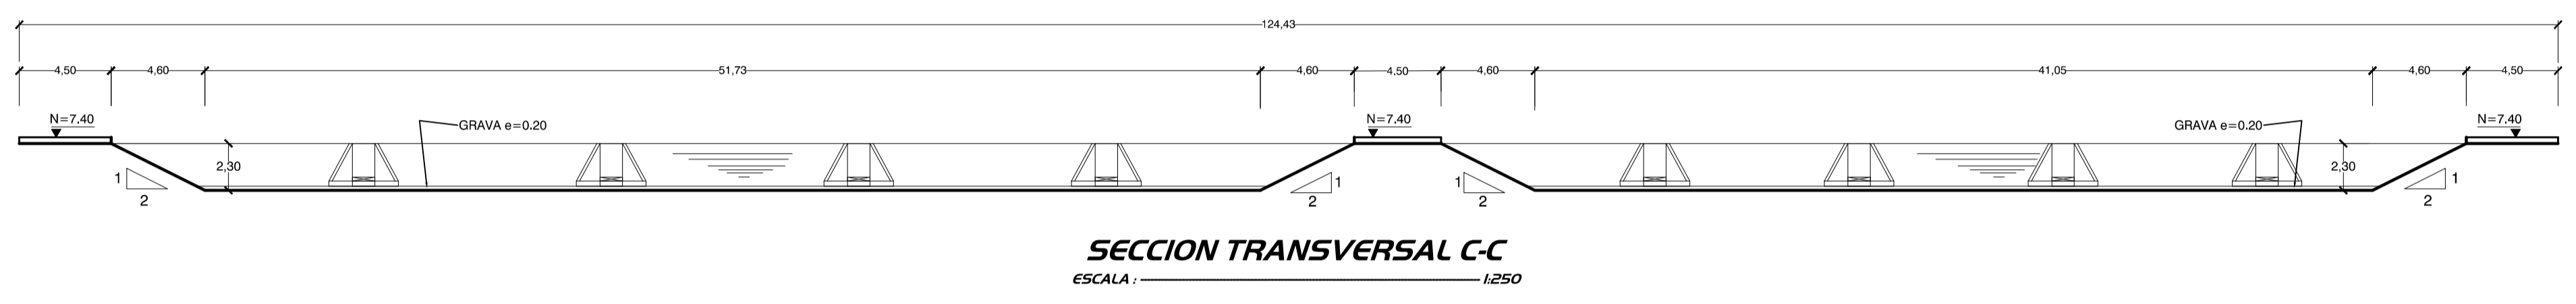 124,43
4,50 4,60 51,73 4,60 4.50 4,60 41,05 4,60 4,50
N=7,40 N=7,40 N=7,40
GRAVA e=0.20 GRAVA e=0.20
2,30 2,30
1 1 1 1
2 2 2 2
SECCION TRANSVERSAL C-C
ESCALA : 1:250